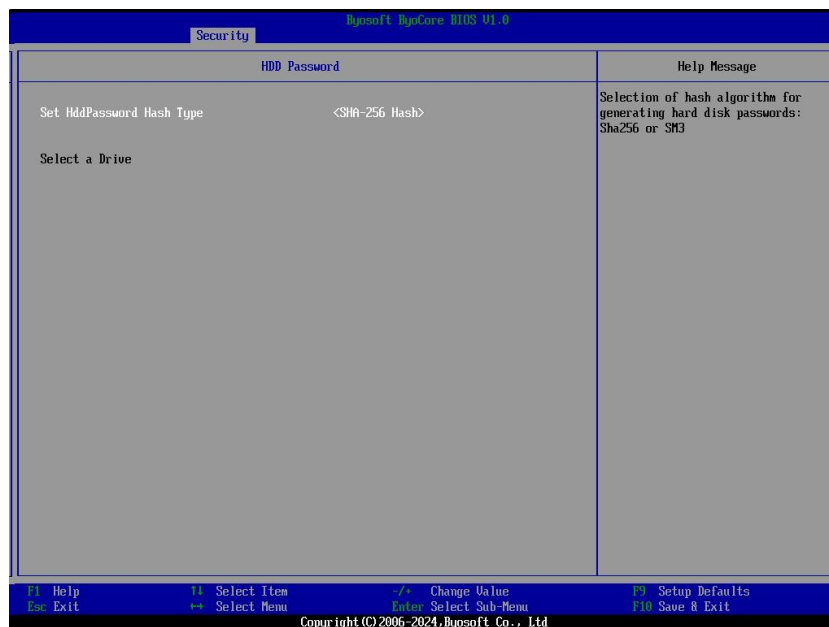 Byosoft ByoCore BIOS V1.0
Security
HDD Password
Help Message
Set HddPassword Hash Type <SHA-256 Hash>
Select a Drive
Selection of hash algorithm for
generating hard disk passwords:
Sha256 or SM3
F1 Help ↑↓ Select Item -/+ Change Value F9 Setup Defaults
Esc Exit ↔ Select Menu Enter Select Sub-Menu F10 Save & Exit
Copyright(C)2006-2024,Byosoft Co., Ltd